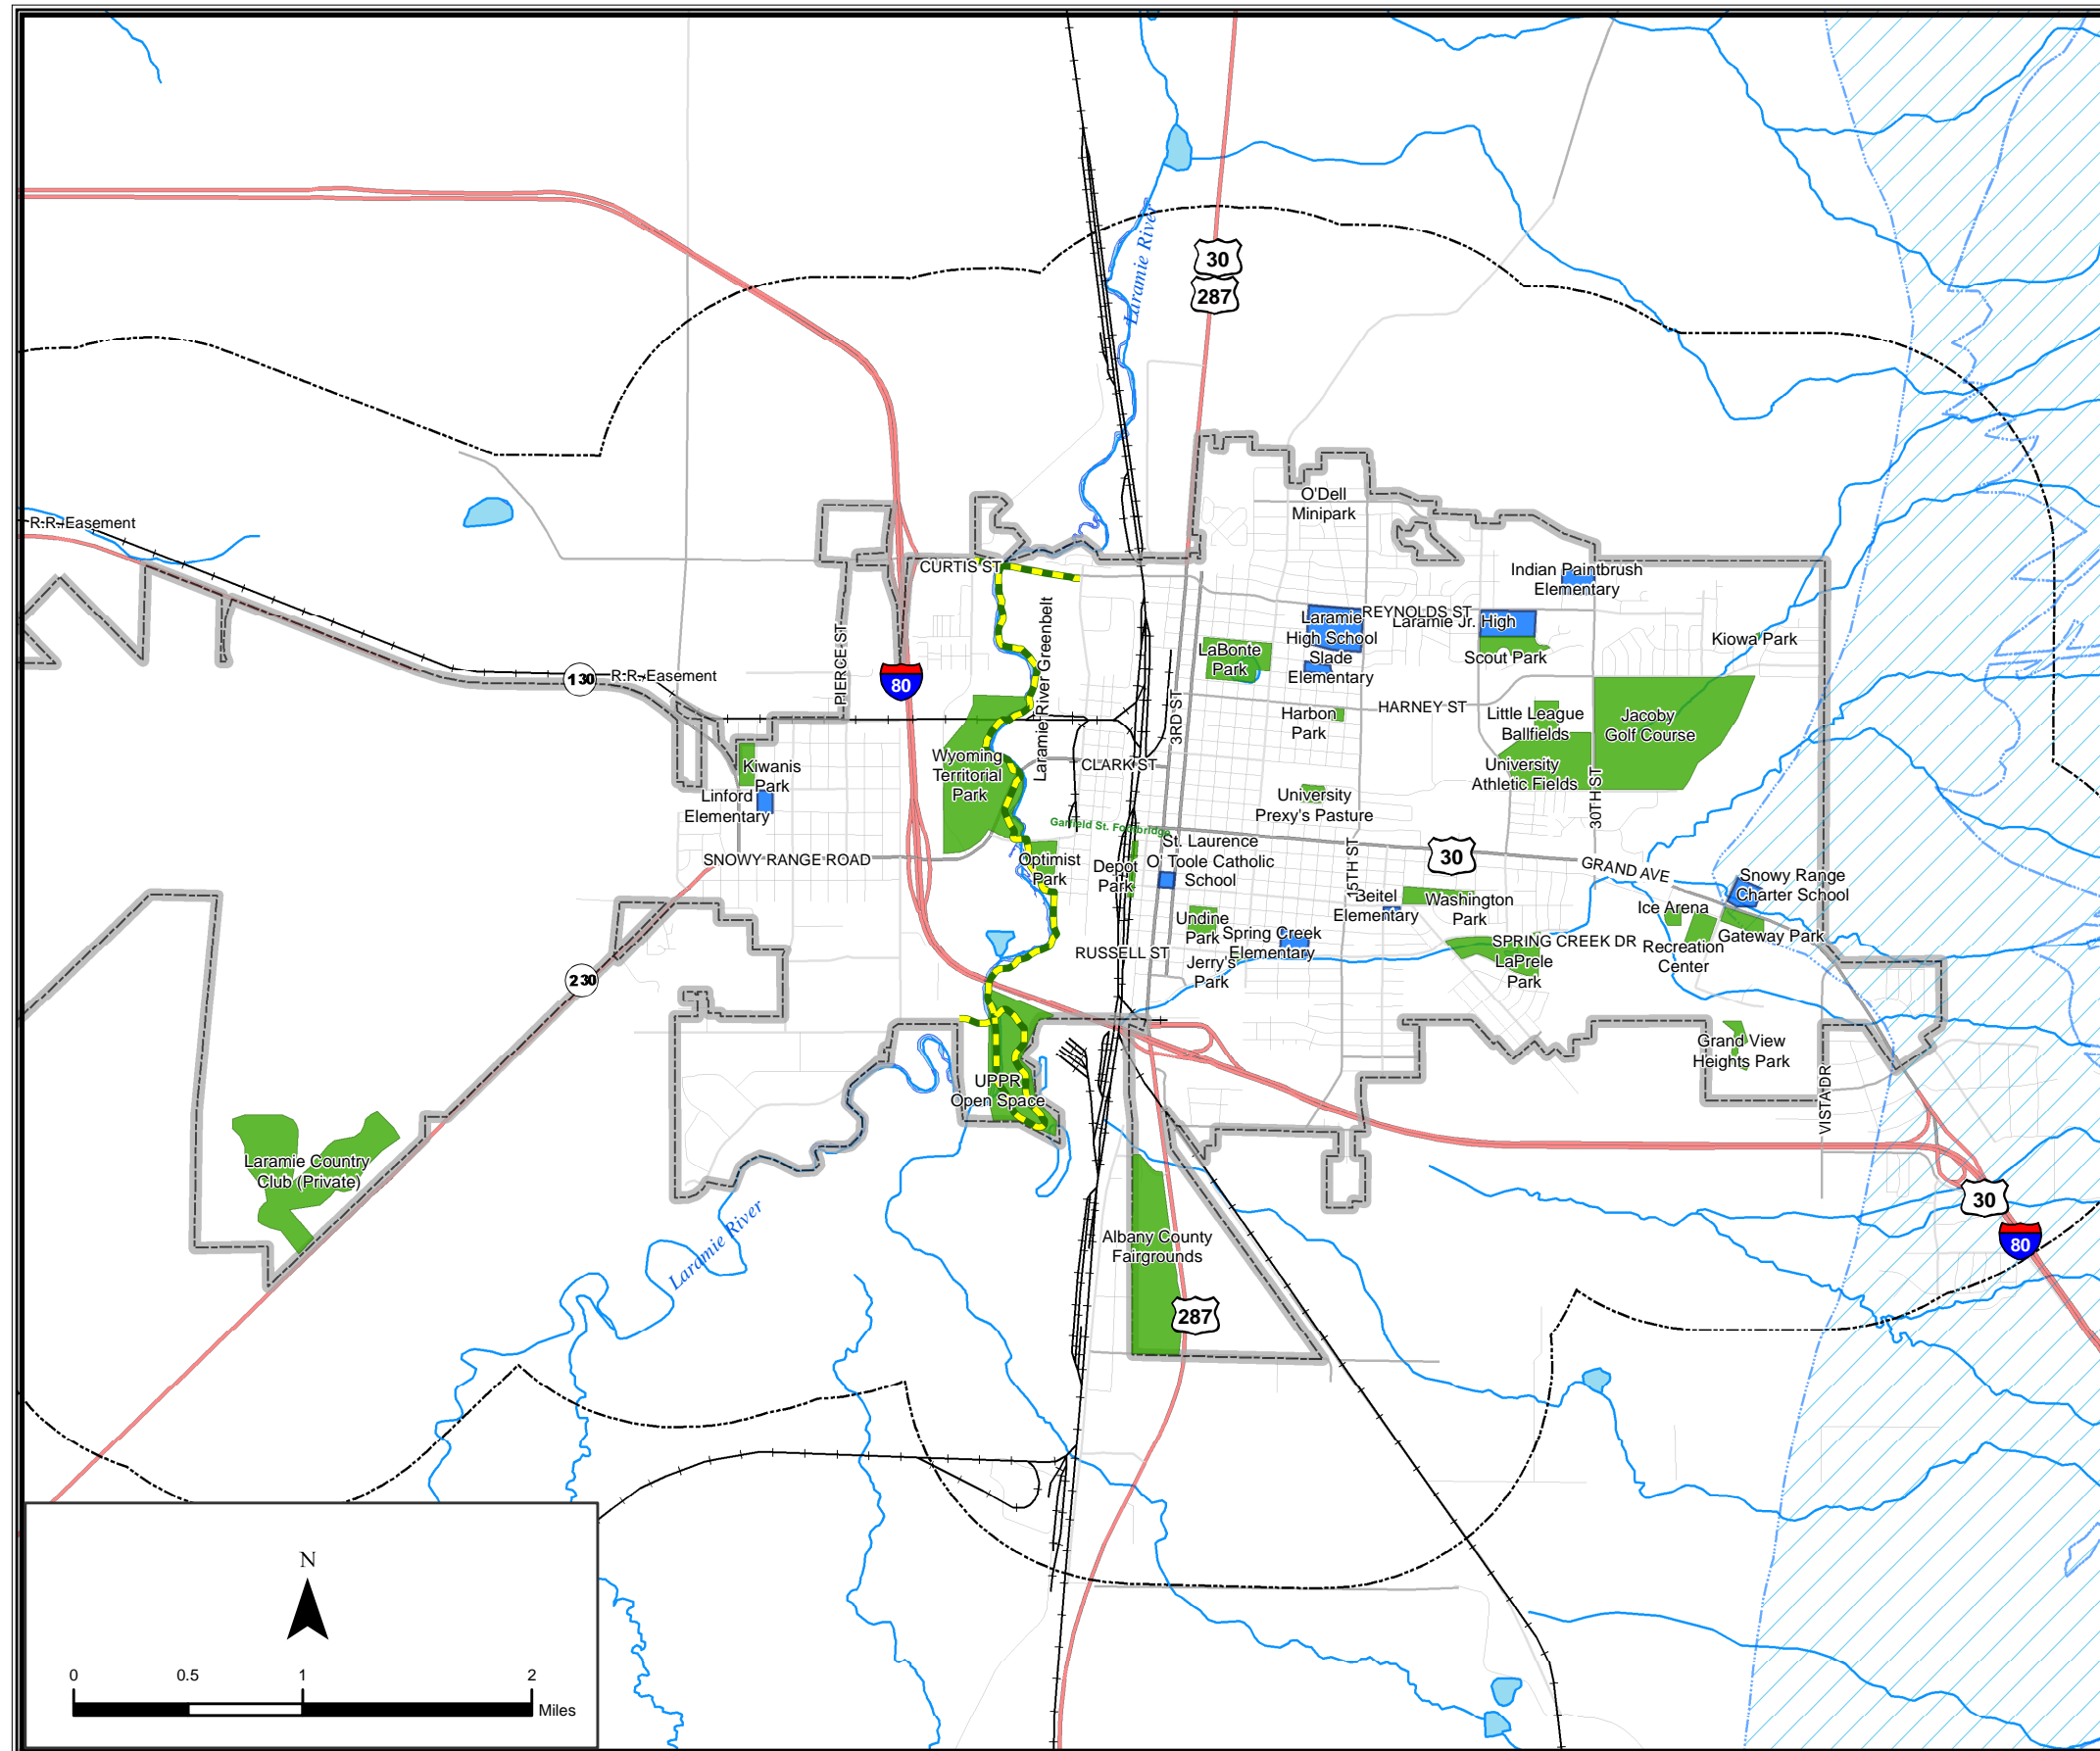 30
287
Laramie River
O'Dell
Minipark
R.R. Easement
CURTIS ST
Indian Paintbrush
Elementary
REYNOLDS ST
Laramie
High School
Laramie Jr. High
Kiowa Park
Slade
Elementary
Scout Park
LaBonte
Park
PIERCE ST
Laramie River Greenbelt
130
R.R. Easement
80
3RD ST
HARNEY ST
Harbon
Park
Little League
Ballfields
Jacoby
Golf Course
Wyoming
Territorial
Park
CLARK ST
Kiwanis
Park
University
Athletic Fields
30TH ST
Linford
Elementary
University
Prexy's Pasture
Garfield St. Footbridge
SNOWY RANGE ROAD
St. Laurence
O' Toole Catholic
School
15TH ST
30
GRAND AVE
Optimist
Park
Depot
Park
Snowy Range
Charter School
Beitel
Elementary
Washington
Park
Ice Arena
Undine
Park
Spring Creek
Elementary
Gateway Park
RUSSELL ST
SPRING CREEK DR
Recreation
Center
LaPrele
Park
Jerry's
Park
230
Grand View
Heights Park
UPPR
Open Space
VISTA DR
Laramie Country
Club (Private)
30
80
Laramie River
Albany County
Fairgrounds
287
N
0
0.5
1
2
Miles